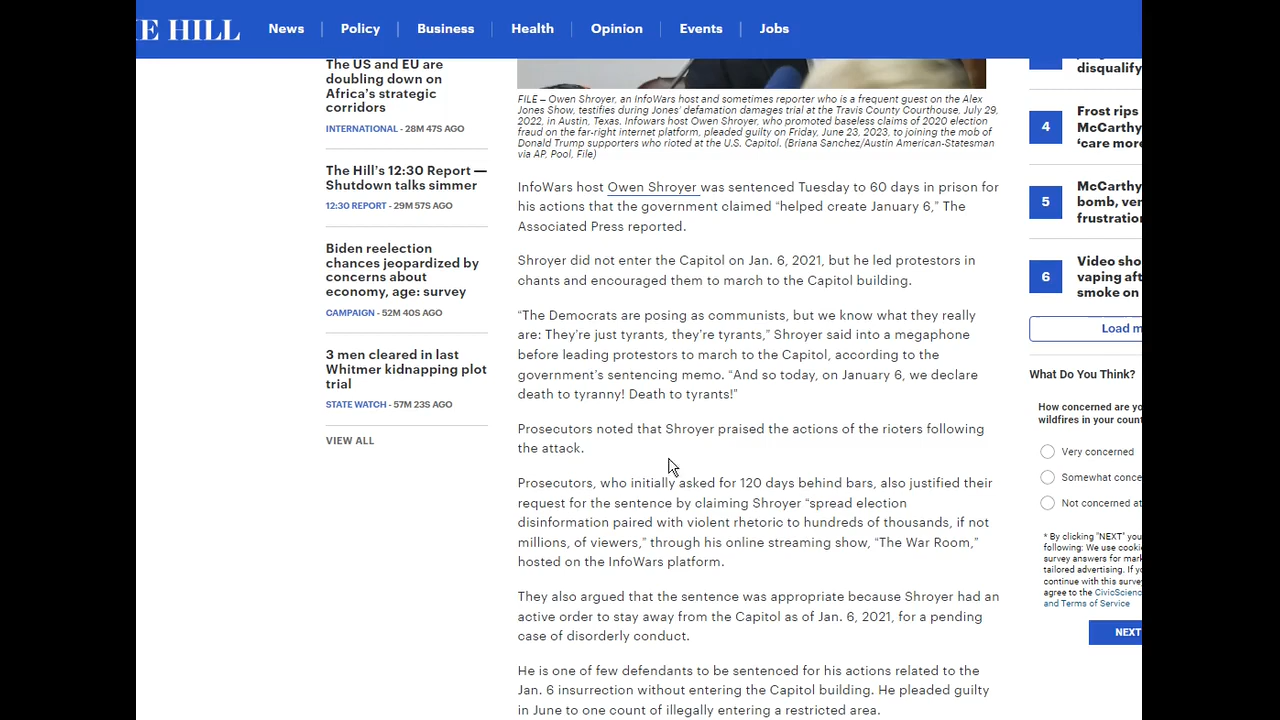 E HILL
News
Policy
Business
Health
Opinion
Events
Jobs
The US and EU are
doubling down on
Africa's strategic
corridors
INTERNATIONAL - 28M 47S AGO
The Hill's 12:30 Report —
Shutdown talks simmer
12:30 REPORT - 29M 57S AGO
Biden reelection
chances jeopardized by
concerns about
economy, age: survey
CAMPAIGN - 52M 40S AGO
3 men cleared in last
Whitmer kidnapping plot
trial
STATE WATCH - 57M 23S AGO
VIEW ALL
FILE – Owen Shroyer, an InfoWars host and sometimes reporter who is a frequent guest on the Alex
Jones Show, testifies during Jones' defamation damages trial at the Travis County Courthouse, July 29,
2022, in Austin, Texas. Infowars host Owen Shroyer, who promoted baseless claims of 2020 election
fraud on the far-right internet platform, pleaded guilty on Friday, June 23, 2023, to joining the mob of
Donald Trump supporters who rioted at the U.S. Capitol. (Briana Sanchez/Austin American-Statesman
via AP, Pool, File)
InfoWars host Owen Shroyer was sentenced Tuesday to 60 days in prison for
his actions that the government claimed “helped create January 6,” The
Associated Press reported.
Shroyer did not enter the Capitol on Jan. 6, 2021, but he led protestors in
chants and encouraged them to march to the Capitol building.
“The Democrats are posing as communists, but we know what they really
are: They're just tyrants, they're tyrants,” Shroyer said into a megaphone
before leading protestors to march to the Capitol, according to the
government's sentencing memo. “And so today, on January 6, we declare
death to tyranny! Death to tyrants!”
Prosecutors noted that Shroyer praised the actions of the rioters following
the attack.
Prosecutors, who initially asked for 120 days behind bars, also justified their
request for the sentence by claiming Shroyer “spread election
disinformation paired with violent rhetoric to hundreds of thousands, if not
millions, of viewers,” through his online streaming show, “The War Room,”
hosted on the InfoWars platform.
They also argued that the sentence was appropriate because Shroyer had an
active order to stay away from the Capitol as of Jan. 6, 2021, for a pending
case of disorderly conduct.
He is one of few defendants to be sentenced for his actions related to the
Jan. 6 insurrection without entering the Capitol building. He pleaded guilty
in June to one count of illegally entering a restricted area.
disqualify
4
Frost rips
McCarthy
‘care more
5
McCarthy
bomb, ven
frustration
6
Video sho
vaping aft
smoke on
Load m
What Do You Think?
How concerned are yo
wildfires in your coun
Very concerned
Somewhat conce
Not concerned at
* By clicking "NEXT" you
following: We use cooki
survey answers for mark
tailored advertising. If yo
continue with this surve
agree to the CivicScienc
and Terms of Service
NEXT